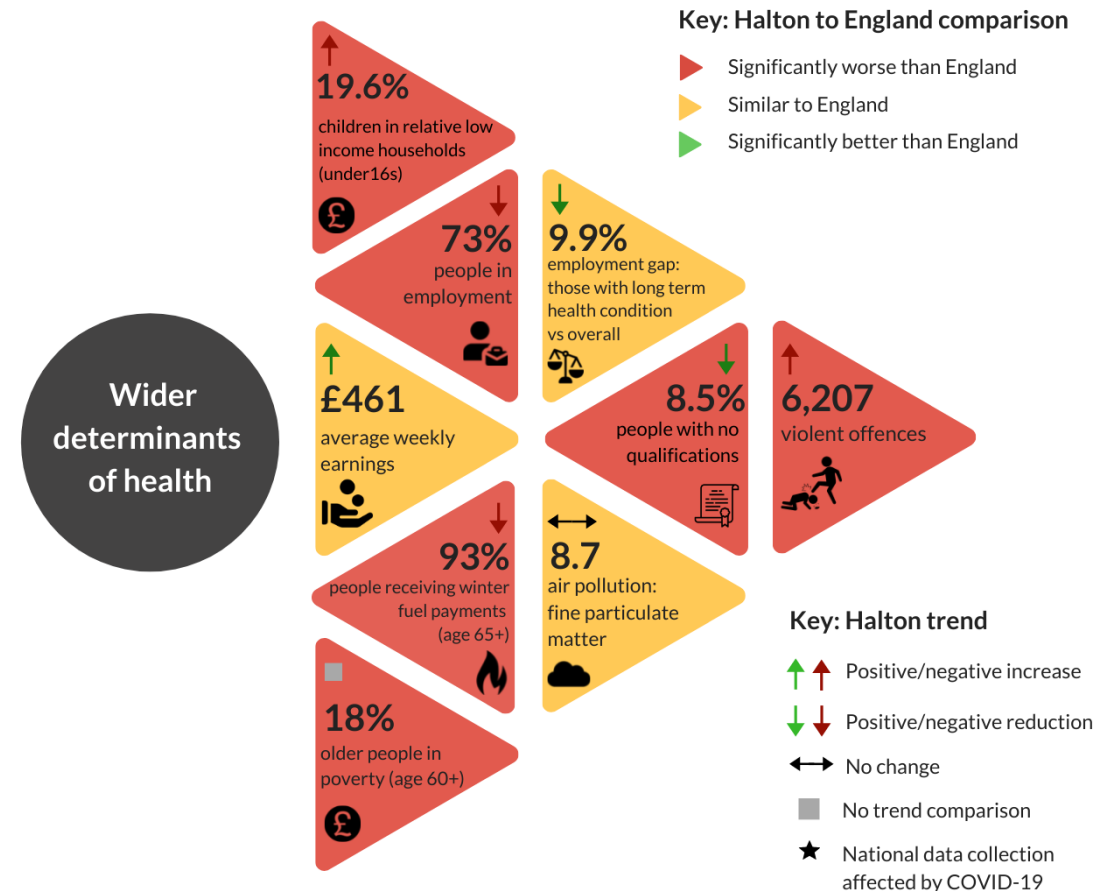 Key: Halton to England comparison
Significantly worse than England
Similar to England
Significantly better than England
19.6%
children in relative low
income households
(under16s)
£
73%
people in
employment
9.9%
employment gap:
those with long term
health condition
vs overall
Wider
determinants
of health
£461
average weekly
earnings
8.5%
people with no
qualifications
6,207
violent offences
93%
people receiving winter
fuel payments
(age 65+)
8.7
air pollution:
fine particulate
matter
18%
older people in
poverty (age 60+)
£
Key: Halton trend
Positive/negative increase
Positive/negative reduction
No change
No trend comparison
National data collection
affected by COVID-19